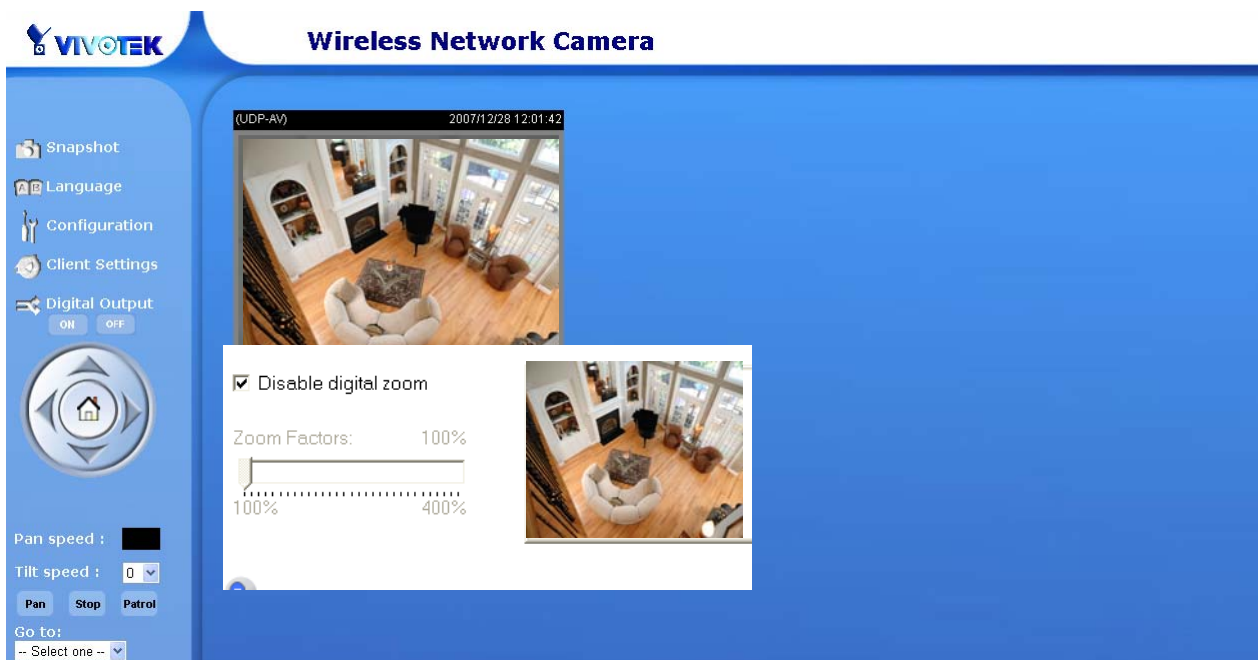 VIVOTEK
Wireless Network Camera
(UDP-AV) 2007/12/28 12:01:42
Snapshot
A B Language
Configuration
Client Settings
Digital Output
ON OFF
Disable digital zoom
Zoom Factors: 100%
100% 400%
Pan speed :
Tilt speed : 0
Pan Stop Patrol
Go to:
-- Select one --